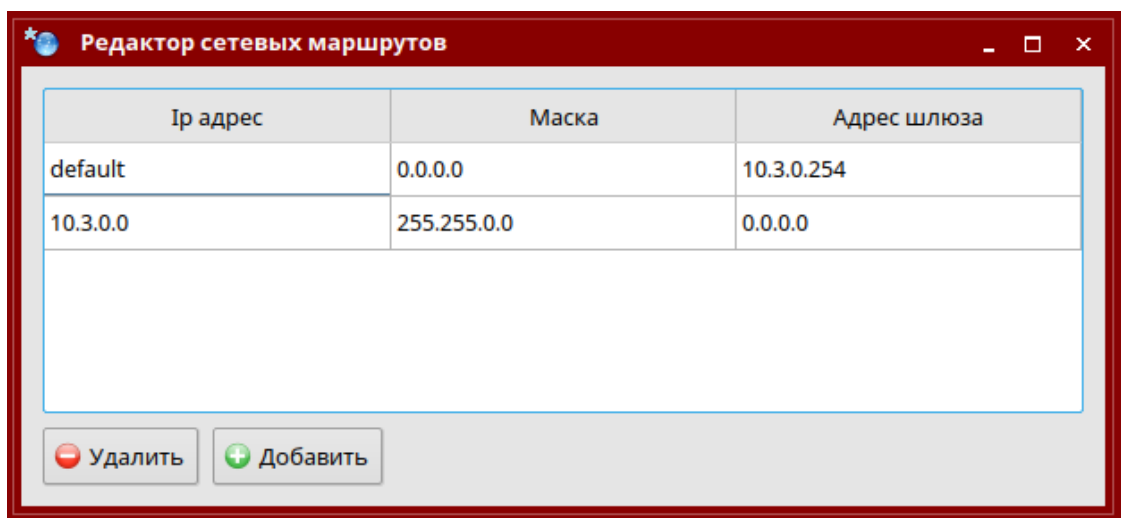 Редактор сетевых маршрутов
Ip адрес Маска Адрес шлюза
default 0.0.0.0 10.3.0.254
10.3.0.0 255.255.0.0 0.0.0.0
Удалить Добавить